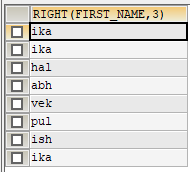 RIGHT(FIRST_NAME,3)
ika
ika
hal
abh
vek
pul
ish
ika